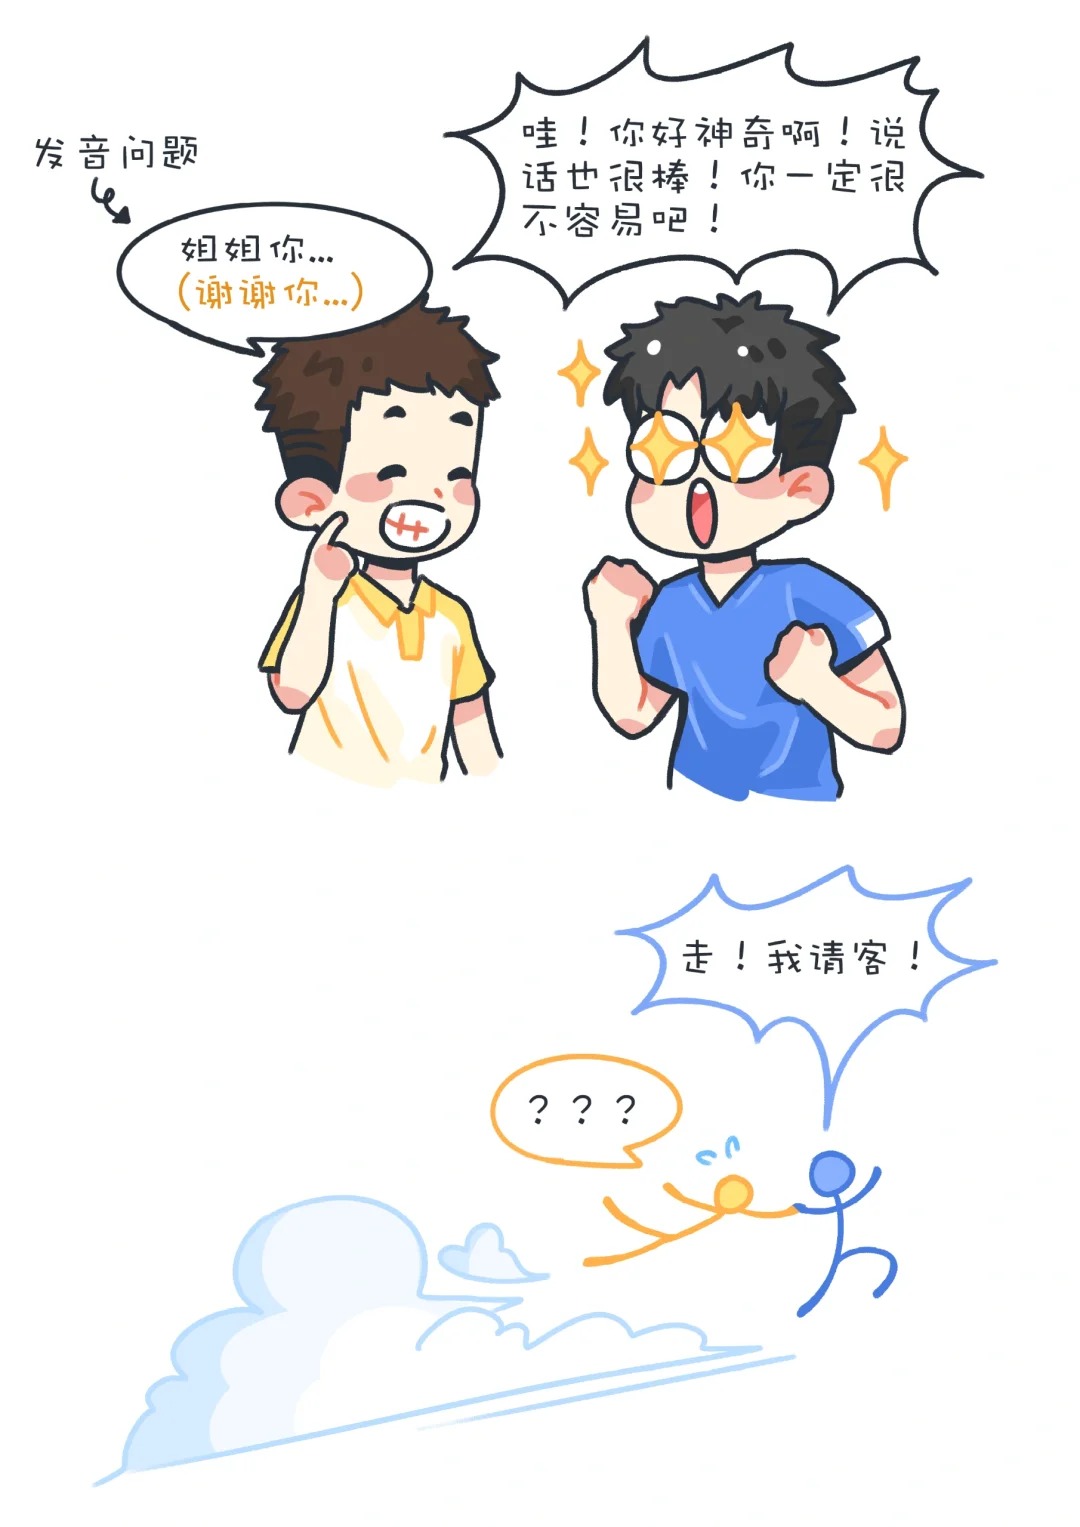 发音问题
姐姐你...
(谢谢你...)
哇！你好神奇啊！说
话也很棒！你一定很
不容易吧！
走！我请客！
？？？